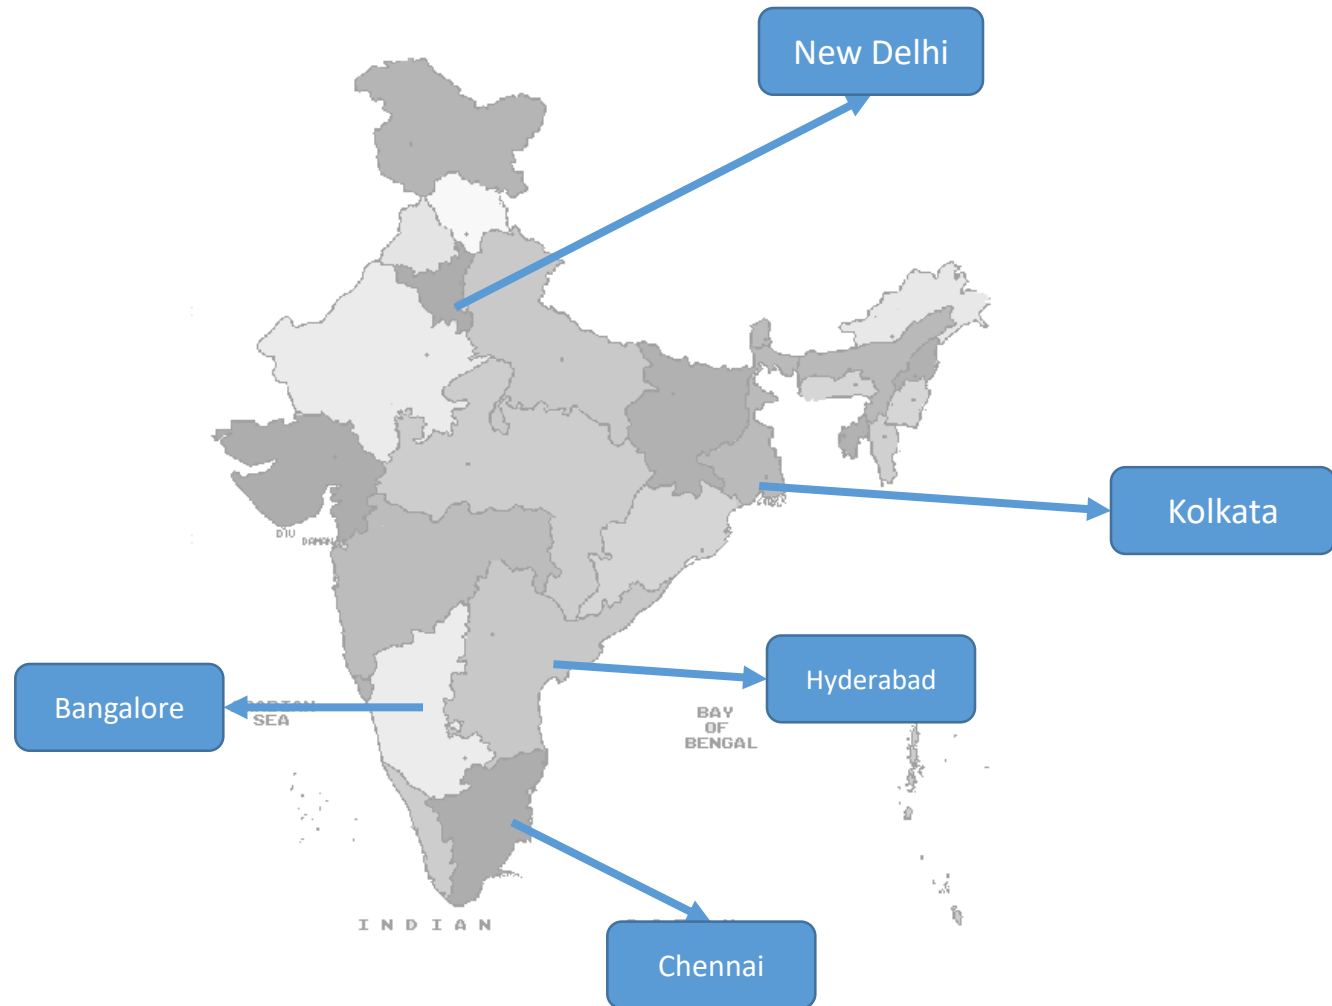 New Delhi
DIU
DAMAN
Kolkata
Hyderabad
Bangalore
SEA
BAY
OF
BENGAL
INDIAN
Chennai